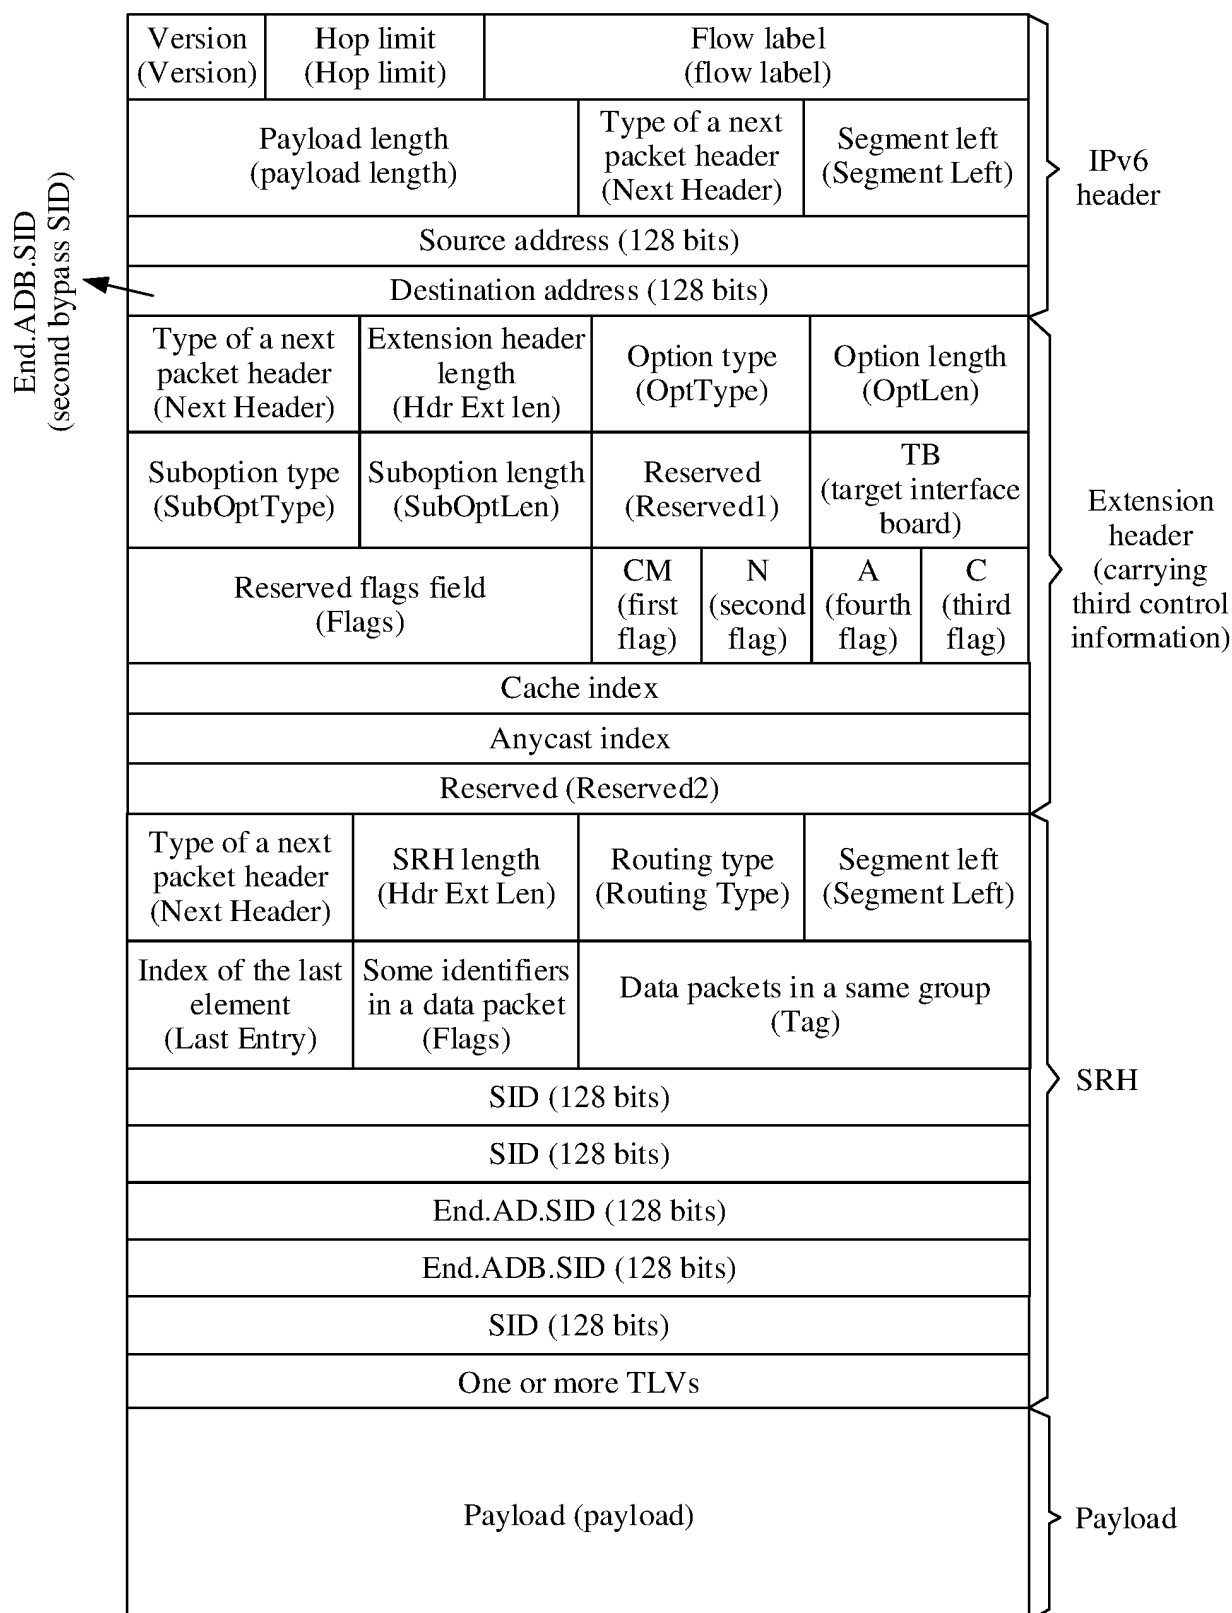 Version
(Version)
Hop limit
(Hop limit)
Flow label
(flow label)
Payload length
(payload length)
Type of a next
packet header
(Next Header)
Segment left
(Segment Left)
IPv6
header
Source address (128 bits)
Destination address (128 bits)
End.ADB.SID
(second bypass SID)
Type of a next
packet header
(Next Header)
Extension header
length
(Hdr Ext len)
Option type
(OptType)
Option length
(OptLen)
Suboption type
(SubOptType)
Suboption length
(SubOptLen)
Reserved
(Reserved1)
TB
(target interface
board)
Reserved flags field
(Flags)
CM
(first
flag)
N
(second
flag)
A
(fourth
flag)
C
(third
flag)
Cache index
Anycast index
Reserved (Reserved2)
Extension
header
(carrying
third control
information)
Type of a next
packet header
(Next Header)
SRH length
(Hdr Ext Len)
Routing type
(Routing Type)
Segment left
(Segment Left)
Index of the last
element
(Last Entry)
Some identifiers
in a data packet
(Flags)
Data packets in a same group
(Tag)
SID (128 bits)
SID (128 bits)
End.AD.SID (128 bits)
End.ADB.SID (128 bits)
SID (128 bits)
One or more TLVs
SRH
Payload (payload)
Payload